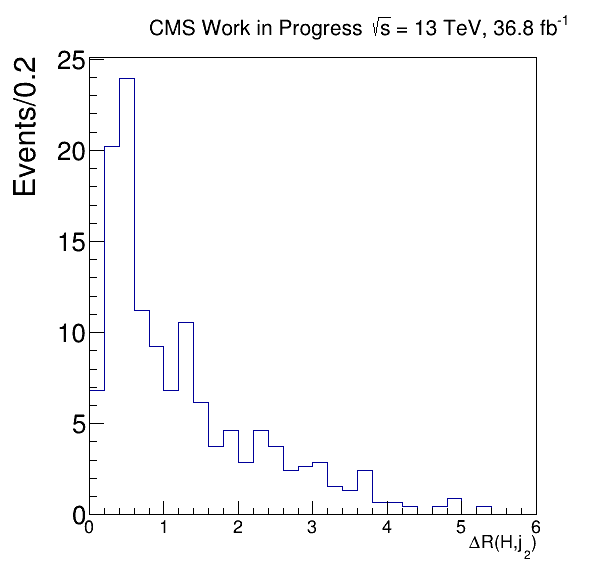 CMS Work in Progress √s = 13 TeV, 36.8 fb⁻¹
Events/0.2
25
20
15
10
5
0
0 1 2 3 4 5 6
ΔR(H,j₂)